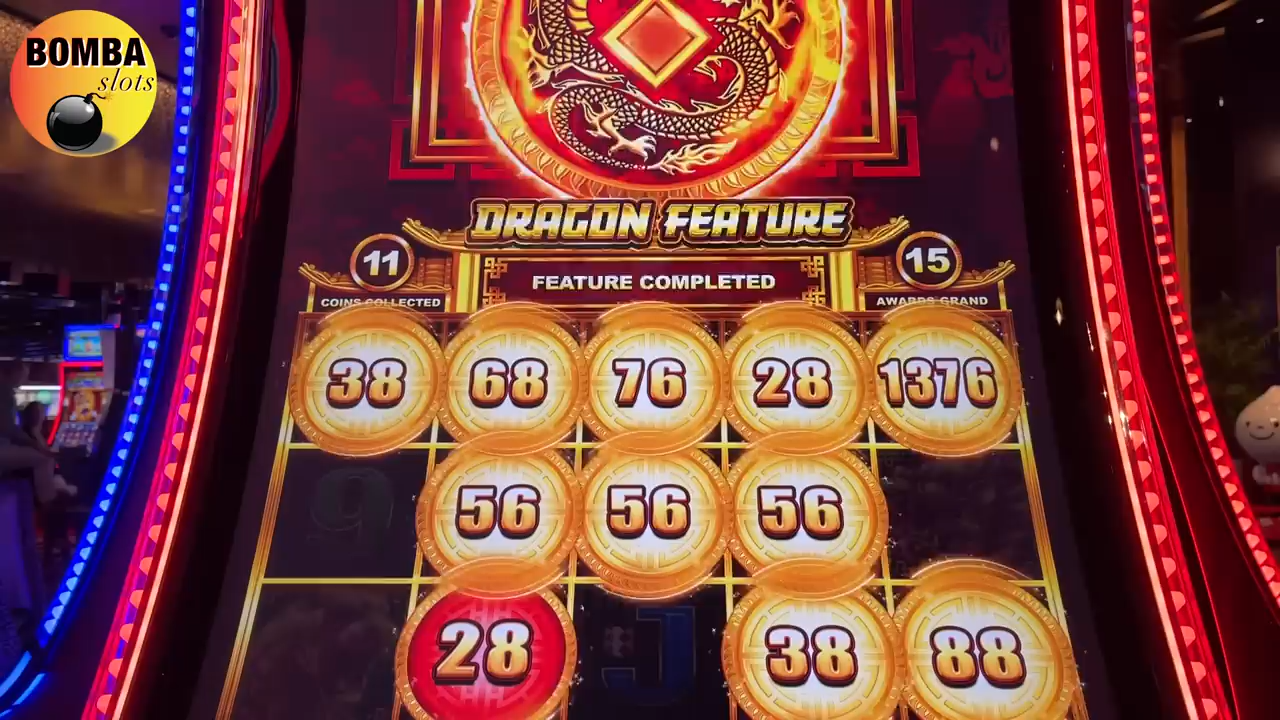 BOMBA
slots
DRAGON FEATURE
11
15
FEATURE COMPLETED
COINS COLLECTED
AWARDS GRAND
38 68 76 28 1376
9
56 56 56
28 J 38 88